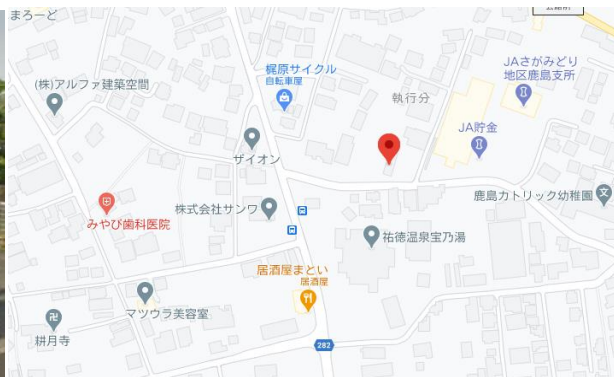 まろーど
(株)アルファ建築空間
梶原サイクル
自転車屋
執行分
JAさがみどり
地区鹿島支所
JA貯金
ザイオン
みやび歯科医院
株式会社サンワ
鹿島カトリック幼稚園
祐徳温泉宝乃湯
居酒屋まとい
居酒屋
マツウラ美容室
耕月寺
282